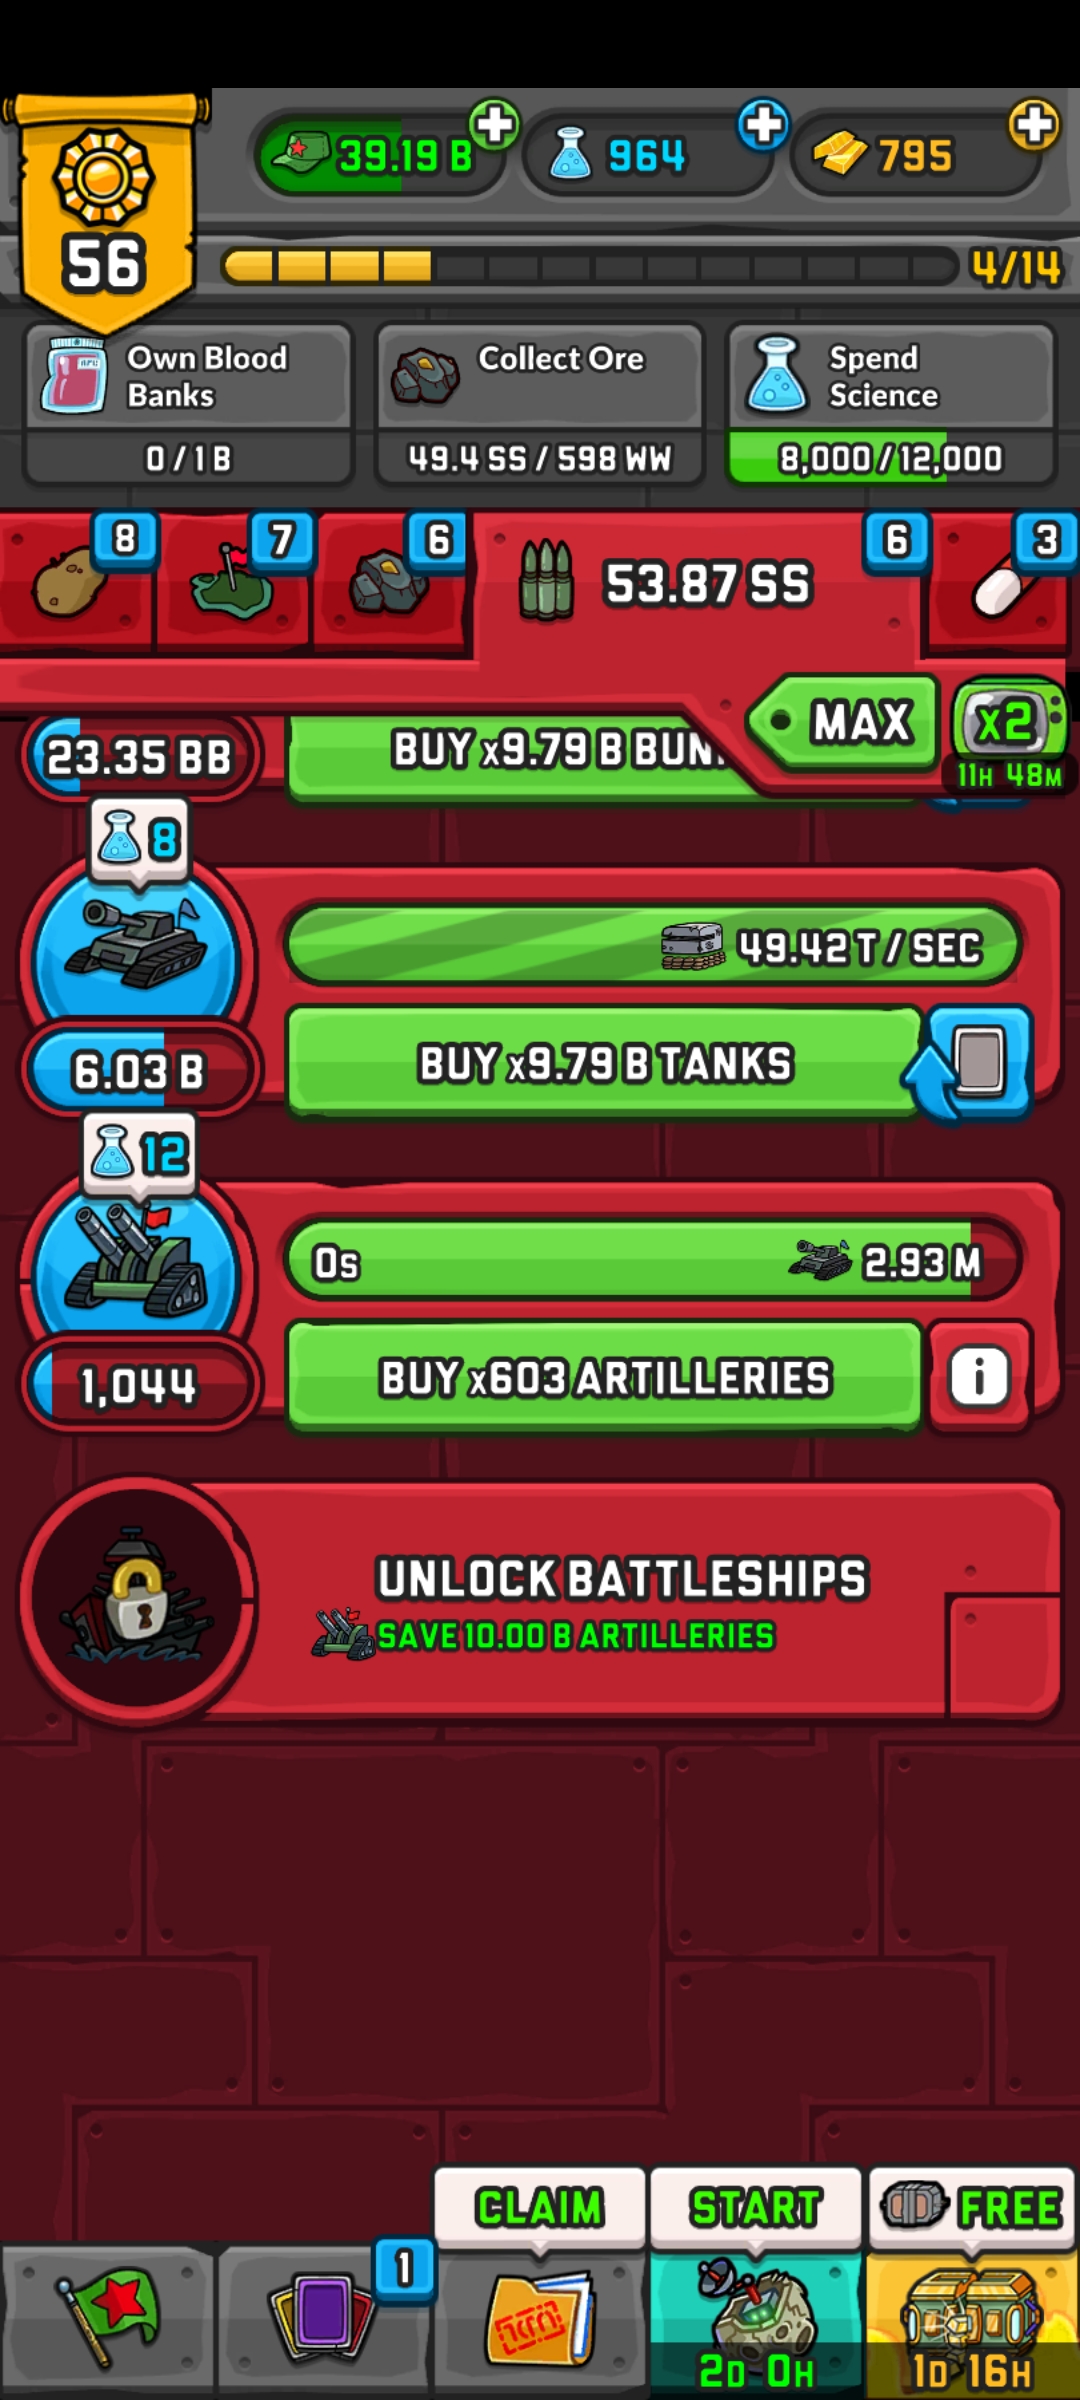 39.19 B
964
795
56
4/14
Own Blood
Banks
0 / 1 B
Collect Ore
49.4 SS / 598 WW
Spend
Science
8,000 / 12,000
8
7
6
53.87 SS
6
3
MAX
x2
11H 48M
23.35 BB
BUY x9.79 B
8
49.42 T / SEC
6.03 B
BUY x9.79 B TANKS
12
0s
2.93 M
1,044
BUY x603 ARTILLERIES
i
UNLOCK BATTLESHIPS
SAVE 10.00 B ARTILLERIES
CLAIM
START
FREE
1
2D 0H
1D 16H